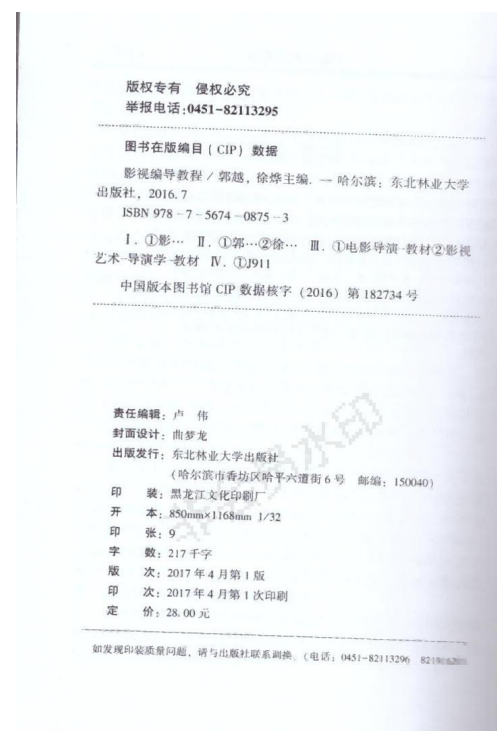 版权专有 侵权必究
举报电话:0451-82113295
图书在版编目(CIP)数据
影视编导教程/郭越,徐烨主编.—哈尔滨:东北林业大学
出版社,2016.7
ISBN 978-7-5674-0875-3
Ⅰ.①影… Ⅱ.①郭…②徐… Ⅲ.①电影导演-教材②影视
艺术-导演学-教材 Ⅳ.①J911
中国版本图书馆CIP数据核字(2016)第182734号
责任编辑:卢 伟
封面设计:曲梦龙
出版发行:东北林业大学出版社
(哈尔滨市香坊区哈平六道街6号 邮编:150040)
印 装:黑龙江文化印刷厂
开 本:850mm×1168mm 1/32
印 张:9
字 数:217千字
版 次:2017年4月第1版
印 次:2017年4月第1次印刷
定 价:28.00元
如发现印装质量问题,请与出版社联系调换.(电话:0451-82113296
水印